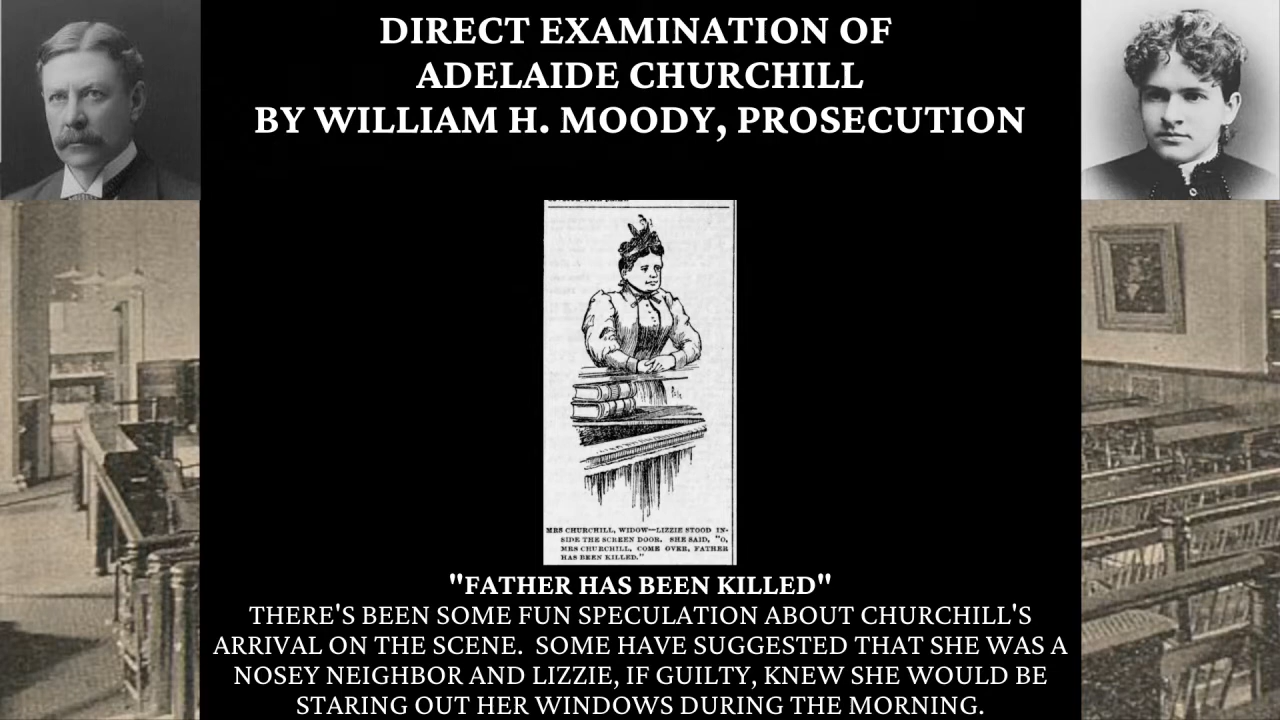 DIRECT EXAMINATION OF
ADELAIDE CHURCHILL
BY WILLIAM H. MOODY, PROSECUTION
MRS CHURCHILL, WIDOW—LIZZIE STOOD IN-
SIDE THE SCREEN DOOR. SHE SAID, "O,
MRS CHURCHILL, COME OVER, FATHER
HAS BEEN KILLED."
"FATHER HAS BEEN KILLED"
THERE'S BEEN SOME FUN SPECULATION ABOUT CHURCHILL'S
ARRIVAL ON THE SCENE. SOME HAVE SUGGESTED THAT SHE WAS A
NOSEY NEIGHBOR AND LIZZIE, IF GUILTY, KNEW SHE WOULD BE
STARING OUT HER WINDOWS DURING THE MORNING.